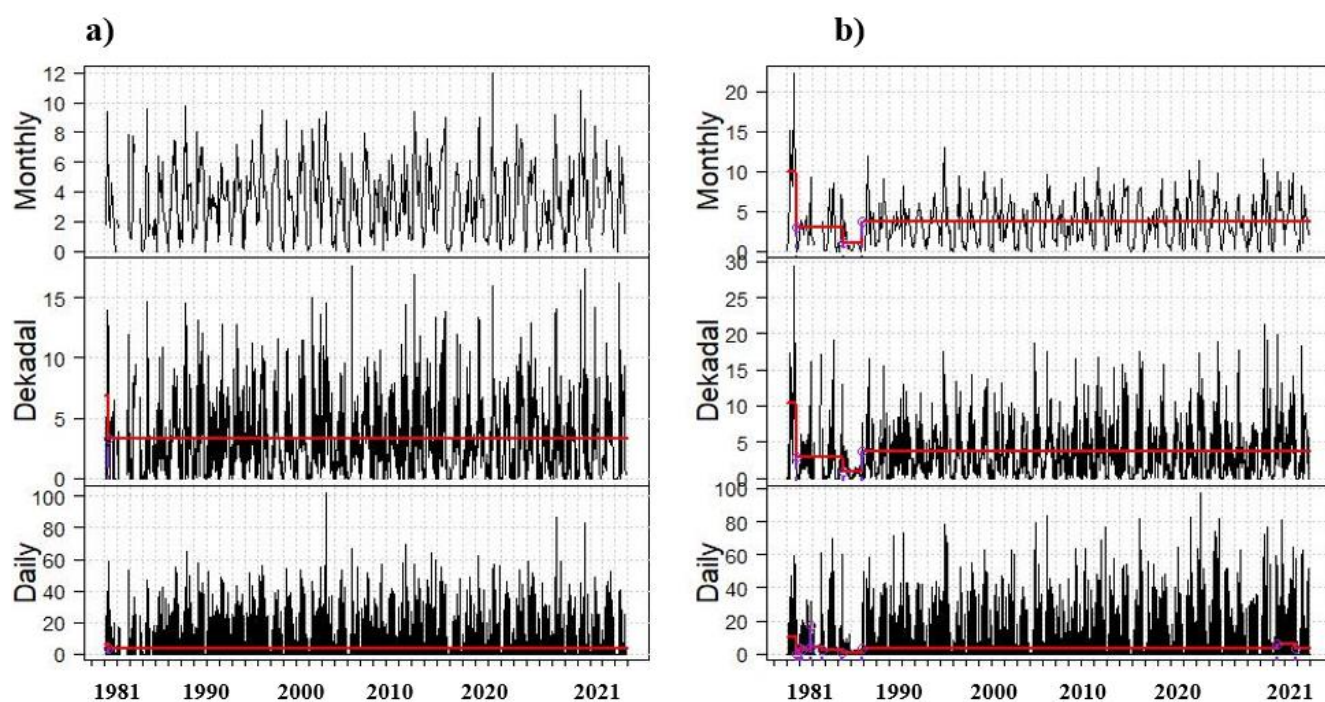 a) b)
Monthly 12 10 8 6 4 2 0
Dekadal 15 10 5 0
Daily 100 80 60 40 20 0
1981 1990 2000 2010 2020 2021
Monthly 20 15 10 5 0
Dekadal 30 25 20 15 10 5 0
Daily 100 80 60 40 20 0
1981 1990 2000 2010 2020 2021